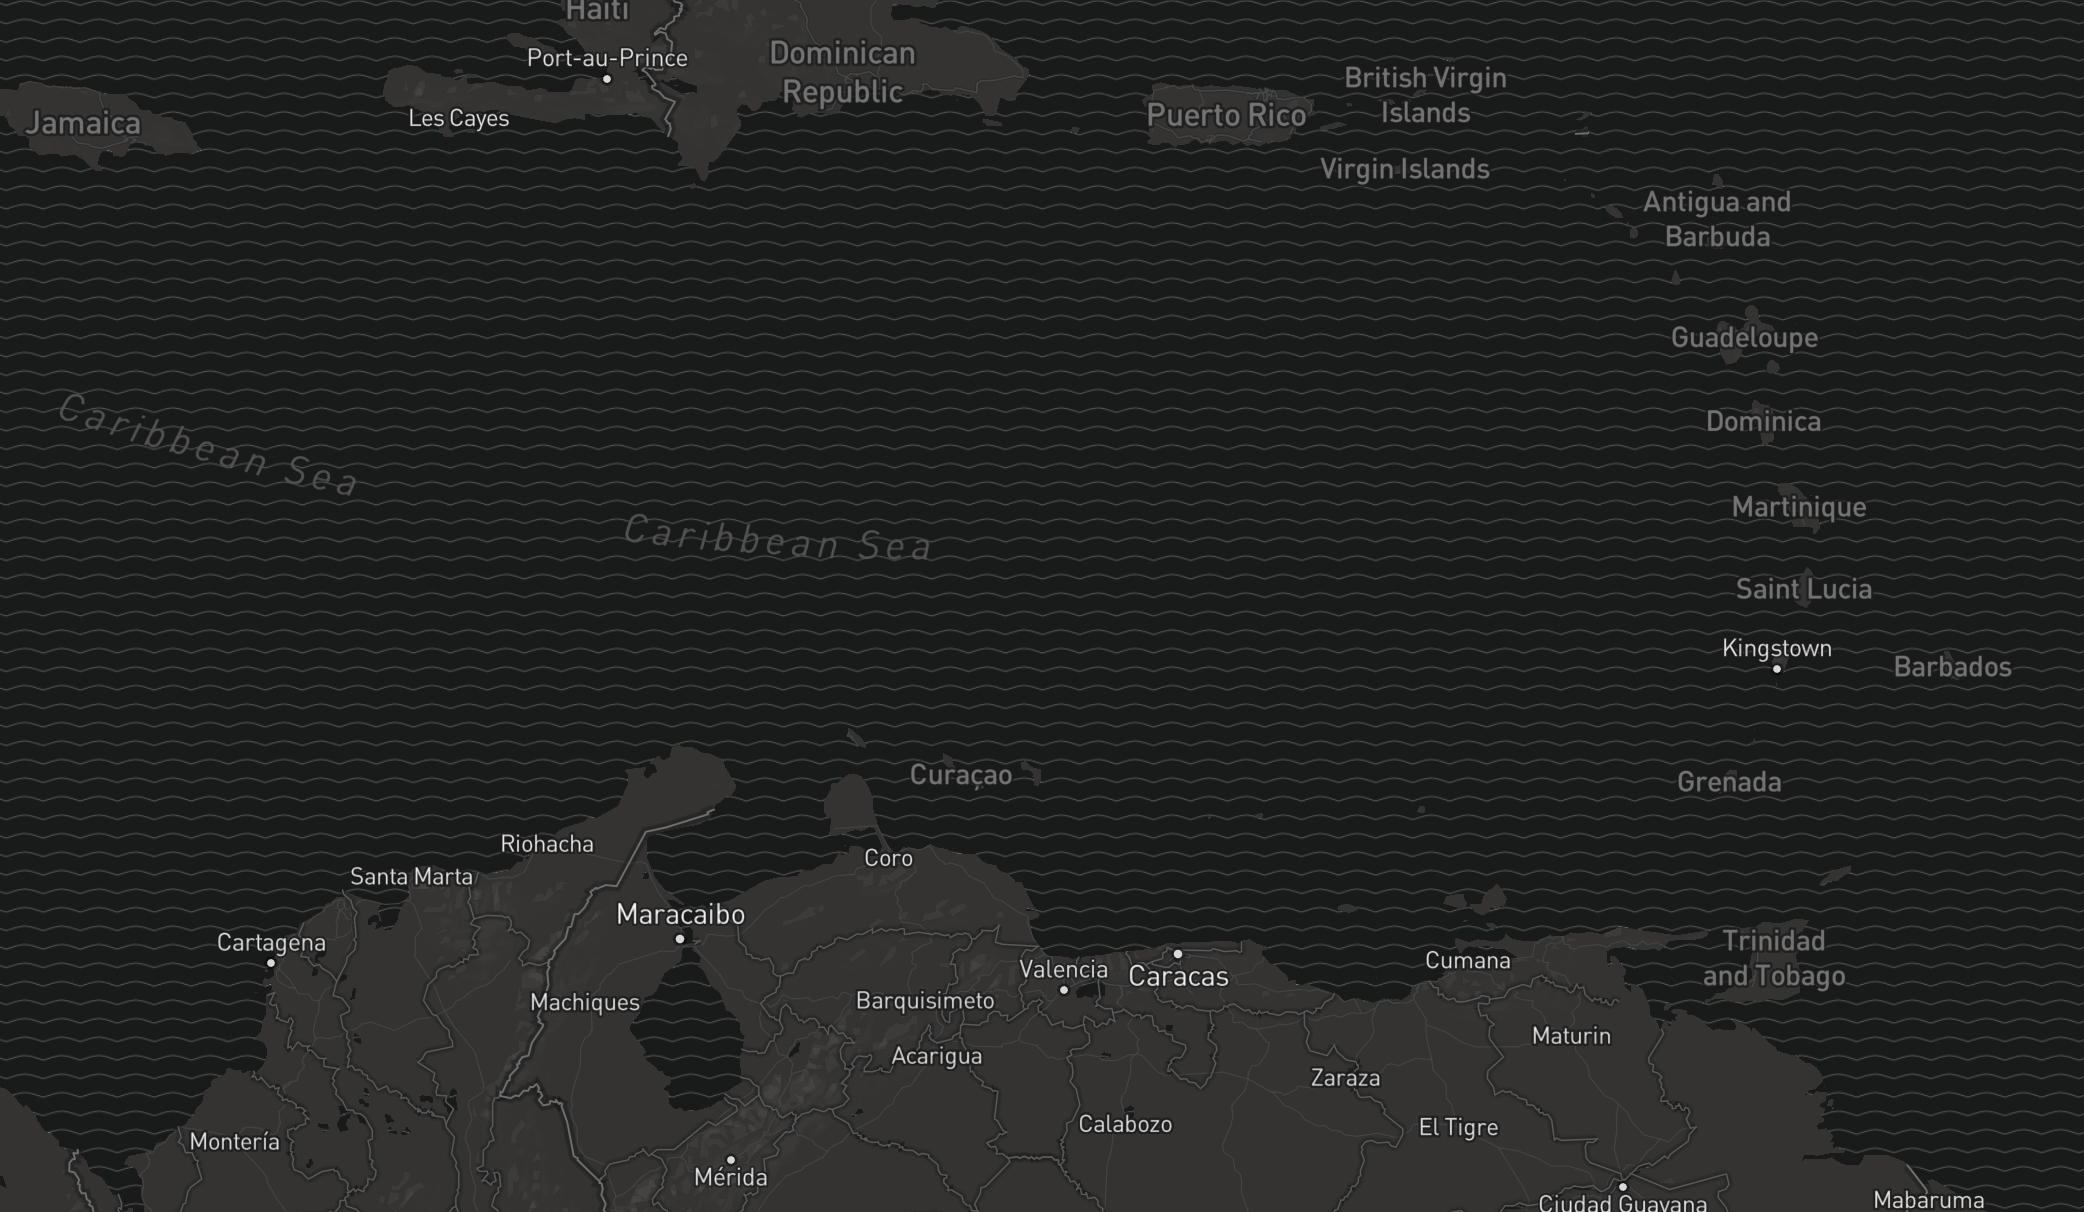 Haiti
Port-au-Prince
Dominican
Republic
British Virgin
Islands
Jamaica
Les Cayes
Puerto Rico
Virgin Islands
Antigua and
Barbuda
Guadeloupe
Caribbean Sea
Dominica
Martinique
Caribbean Sea
Saint Lucia
Kingstown
Barbados
Curaçao
Grenada
Riohacha
Coro
Santa Marta
Maracaibo
Cartagena
Trinidad
and Tobago
Valencia
Caracas
Cumana
Machiques
Barquisimeto
Maturin
Acarigua
Zaraza
Calabozo
El Tigre
Montería
Mérida
Ciudad Guayana
Mabaruma